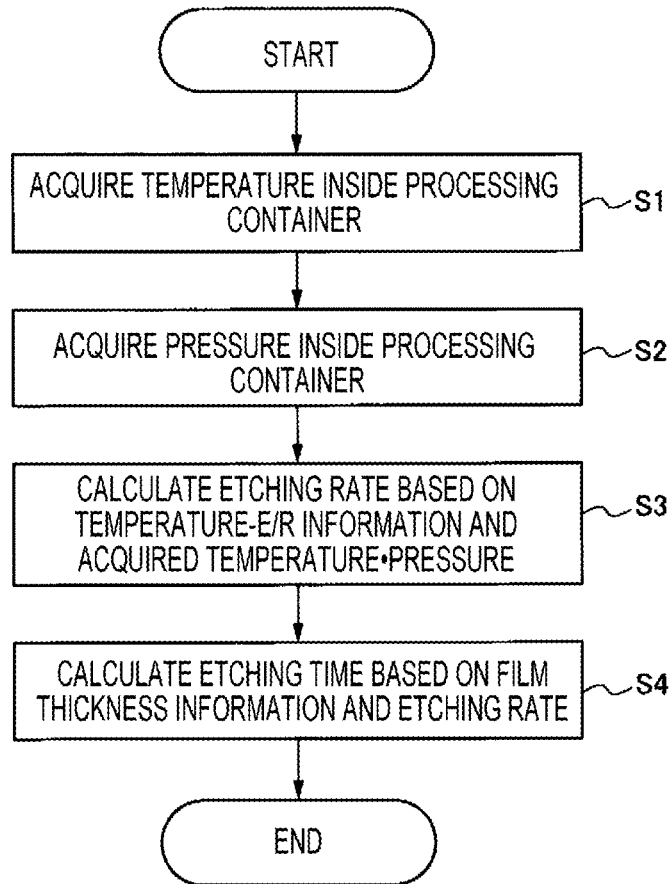 START
ACQUIRE TEMPERATURE INSIDE PROCESSING
CONTAINER
S1
ACQUIRE PRESSURE INSIDE PROCESSING
CONTAINER
S2
CALCULATE ETCHING RATE BASED ON
TEMPERATURE-E/R INFORMATION AND
ACQUIRED TEMPERATURE•PRESSURE
S3
CALCULATE ETCHING TIME BASED ON FILM
THICKNESS INFORMATION AND ETCHING RATE
S4
END